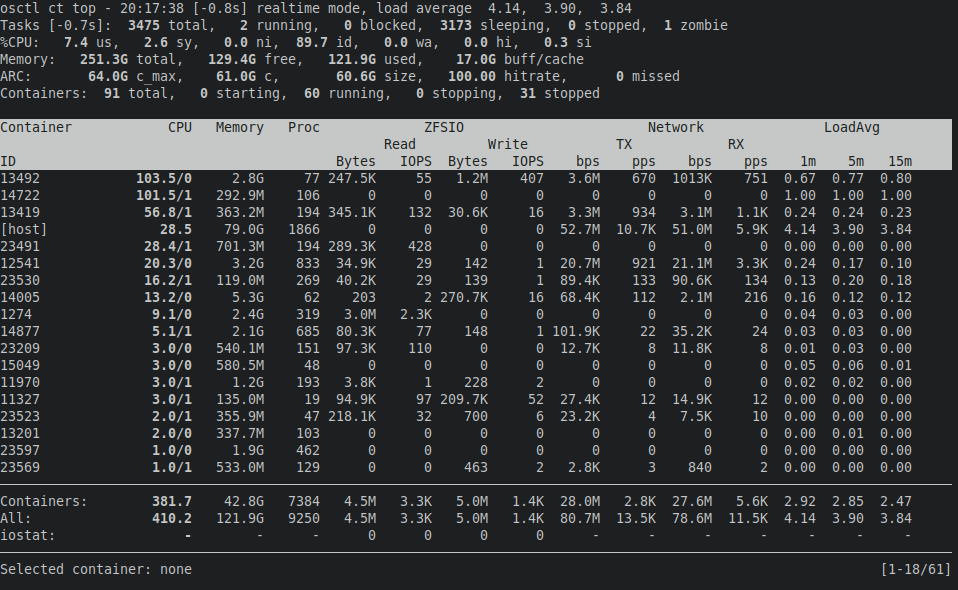 osctl ct top - 20:17:38 [-0.8s] realtime mode, load average  4.14,  3.90,  3.84
Tasks [-0.7s]:  3475 total,   2 running,   0 blocked,  3173 sleeping,  0 stopped,  1 zombie
%CPU:   7.4 us,   2.6 sy,   0.0 ni,  89.7 id,   0.0 wa,   0.0 hi,   0.3 si
Memory:   251.3G total,   129.4G free,   121.9G used,    17.0G buff/cache
ARC:       64.0G c_max,    61.0G c,       60.6G size,   100.00 hitrate,     0 missed
Containers:  91 total,   0 starting,  60 running,   0 stopping,  31 stopped
Container            CPU   Memory   Proc             ZFSIO                       Network               LoadAvg
                                                Read         Write           TX            RX
ID                                        Bytes   IOPS  Bytes   IOPS    bps    pps    bps    pps    1m    5m   15m
13492            103.5/0     2.8G     77 247.5K     55   1.2M    407   3.6M    670  1013K    751  0.67  0.77  0.80
14722            101.5/1   292.9M    106      0      0      0      0      0      0      0      0  1.00  1.00  1.00
13419             56.8/1   363.2M    194 345.1K    132  30.6K     16   3.3M    934   3.1M   1.1K  0.24  0.24  0.23
[host]              28.5    79.0G   1866      0      0      0      0  52.7M  10.7K  51.0M   5.9K  4.14  3.90  3.84
23491             28.4/1   701.3M    194 289.3K    428      0      0      0      0      0      0  0.00  0.00  0.00
12541             20.3/0     3.2G    833  34.9K     29    142      1  20.7M    921  21.1M   3.3K  0.24  0.17  0.10
23530             16.2/1   119.0M    269  40.2K     29    139      1  89.4K    133  90.6K    134  0.13  0.20  0.18
14005             13.2/0     5.3G     62    203      2 270.7K     16  68.4K    112   2.1M    216  0.16  0.12  0.12
1274               9.1/0     2.4G    319   3.0M   2.3K      0      0      0      0      0      0  0.04  0.03  0.00
14877              5.1/1     2.1G    685  80.3K     77    148      1 101.9K     22  35.2K     24  0.03  0.03  0.00
23209              3.0/0   540.1M    151  97.3K    110      0      0  12.7K      8  11.8K      8  0.01  0.03  0.00
15049              3.0/0   580.5M     48      0      0      0      0      0      0      0      0  0.05  0.06  0.01
11970              3.0/1     1.2G    193   3.8K      1    228      2      0      0      0      0  0.02  0.02  0.00
11327              3.0/1   135.0M     19  94.9K     97 209.7K     52  27.4K     12  14.9K     12  0.00  0.00  0.00
23523              2.0/1   355.9M     47 218.1K     32    700      6  23.2K      4   7.5K     10  0.00  0.00  0.00
13201              2.0/0   337.7M    103      0      0      0      0      0      0      0      0  0.00  0.01  0.00
23597              1.0/0     1.9G    462      0      0      0      0      0      0      0      0  0.00  0.00  0.00
23569              1.0/1   533.0M    129      0      0    463      2   2.8K      3    840      2  0.00  0.00  0.00
Containers:        381.7    42.8G   7384   4.5M   3.3K   5.0M   1.4K  28.0M   2.8K  27.6M   5.6K  2.92  2.85  2.47
All:               410.2   121.9G   9250   4.5M   3.3K   5.0M   1.4K  80.7M  13.5K  78.6M  11.5K  4.14  3.90  3.84
iostat:                -        -      -      0      0      0      0      -      -      -      -     -     -     -
Selected container: none                                                                                      [1-18/61]